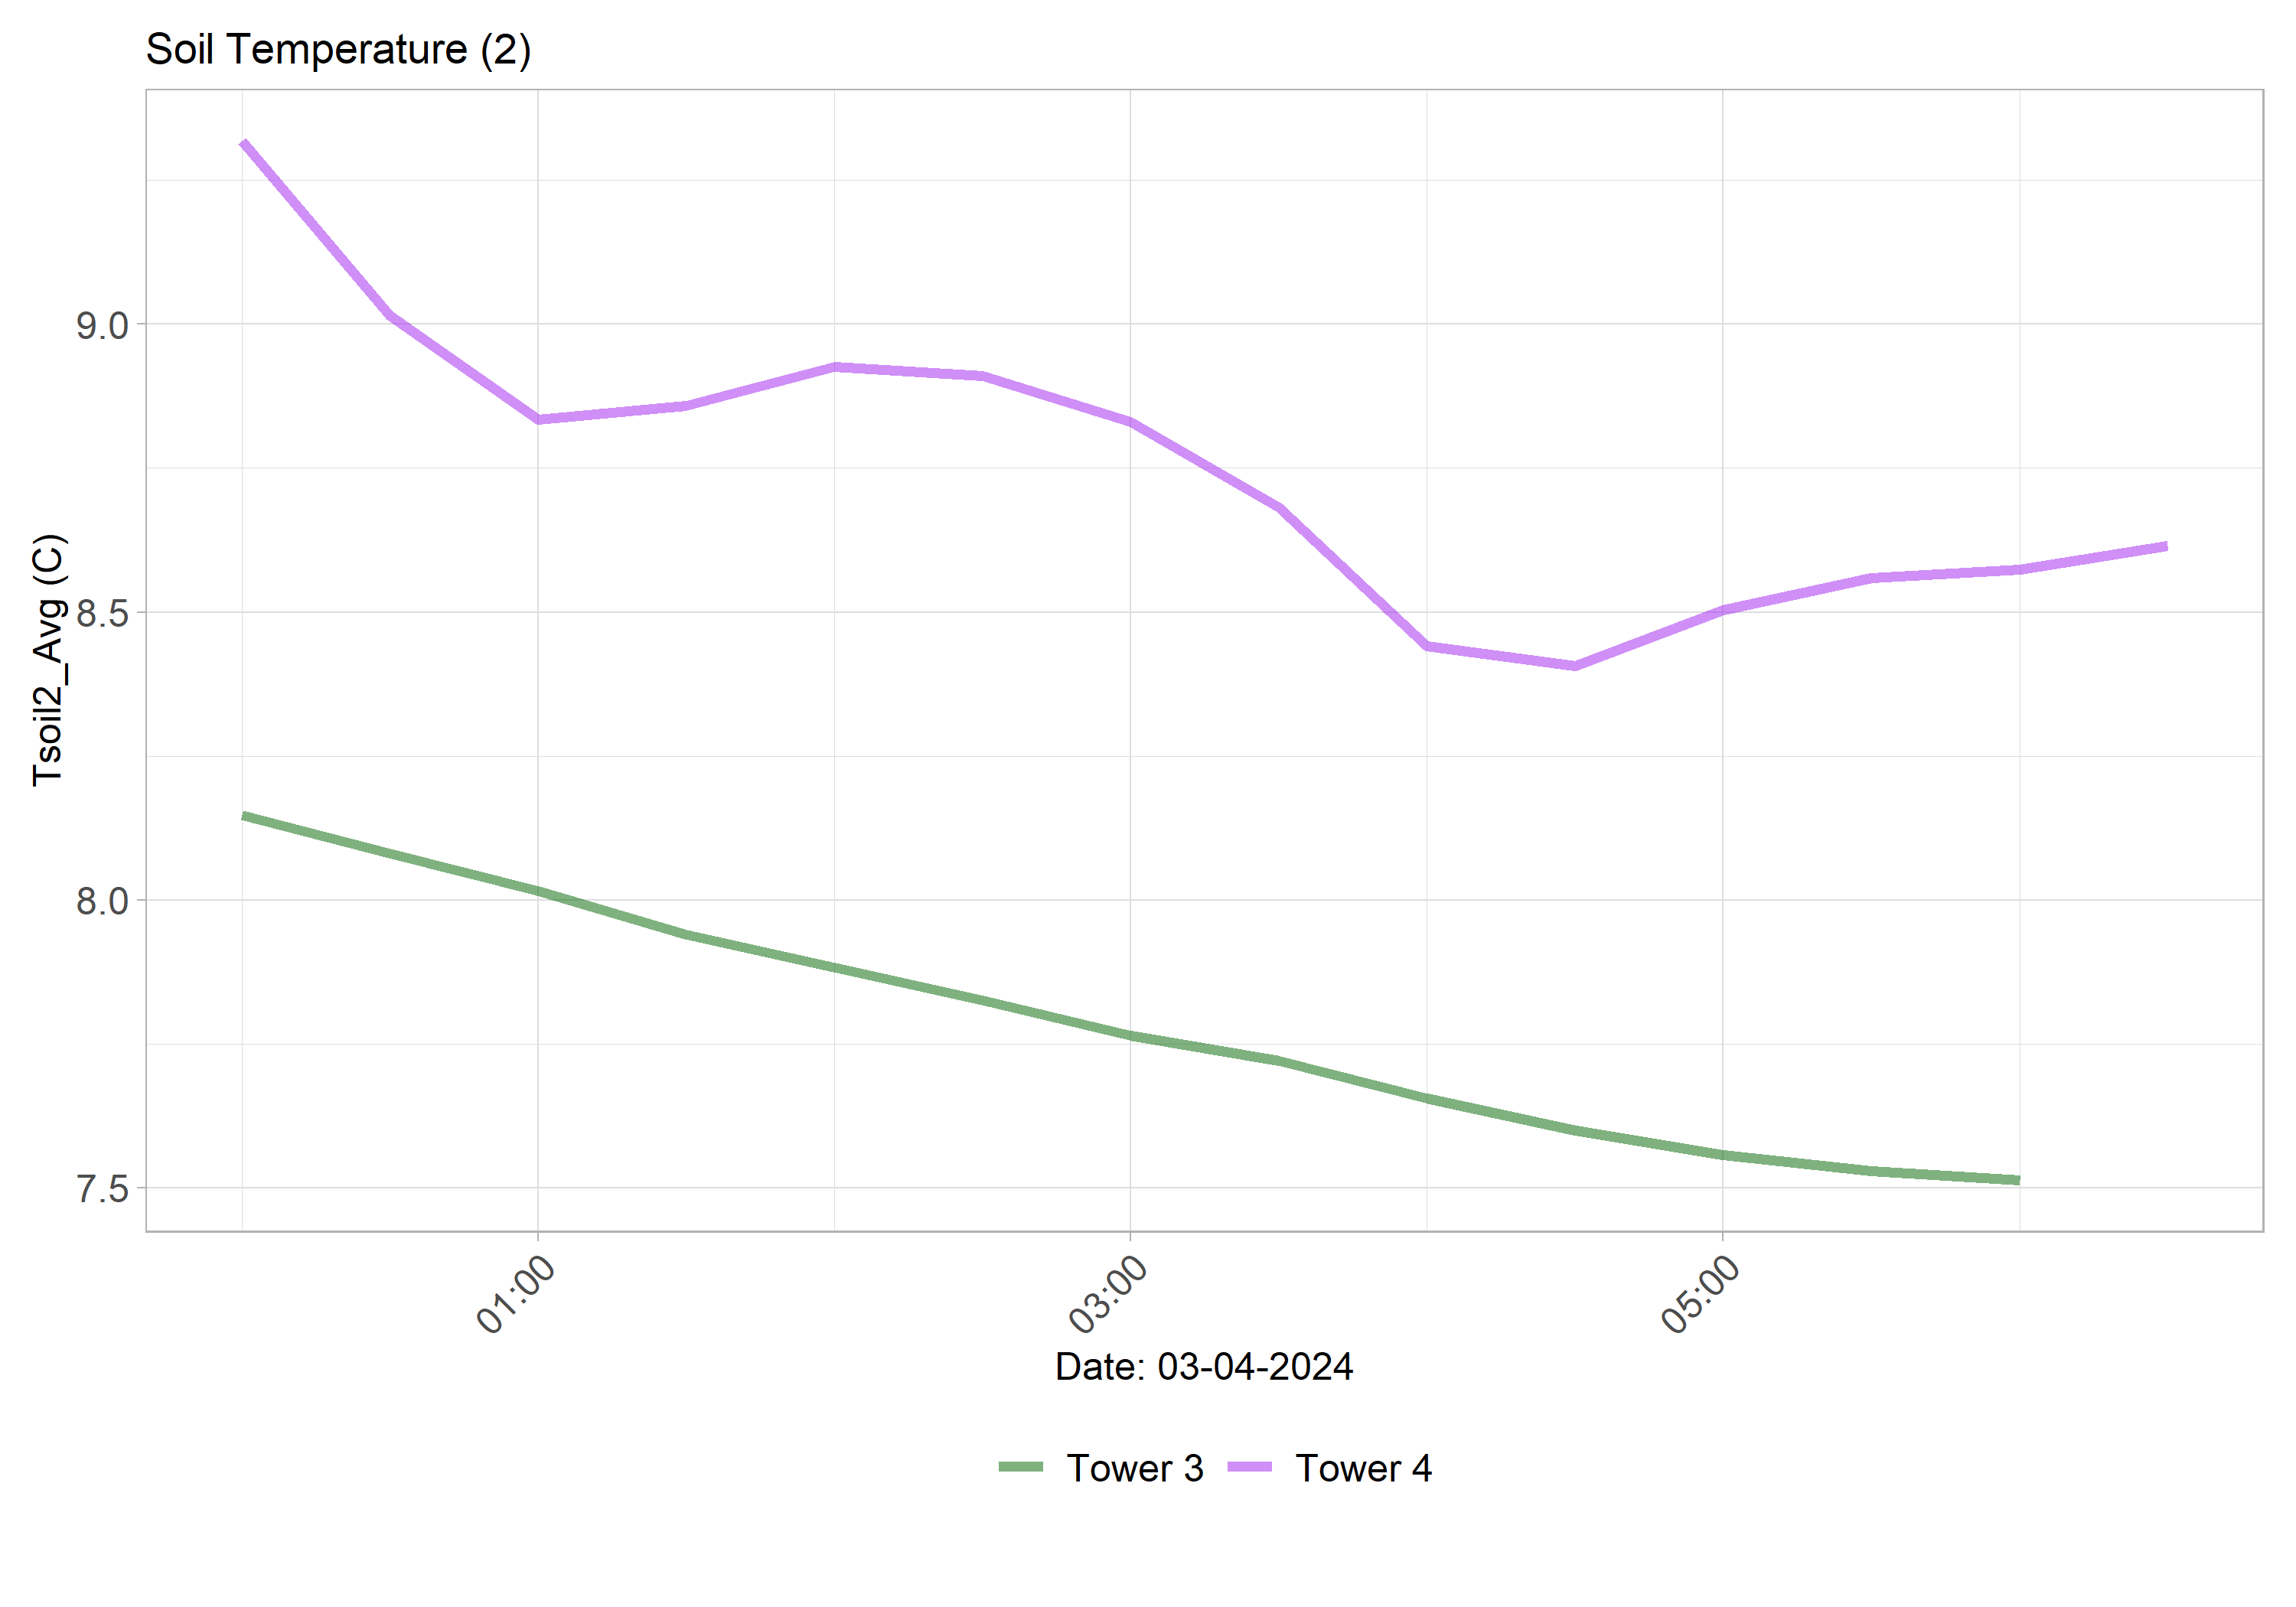 Soil Temperature (2)
Tsoil2_Avg (C)
9.0
8.5
8.0
7.5
01:00
03:00
05:00
Date: 03-04-2024
Tower 3
Tower 4